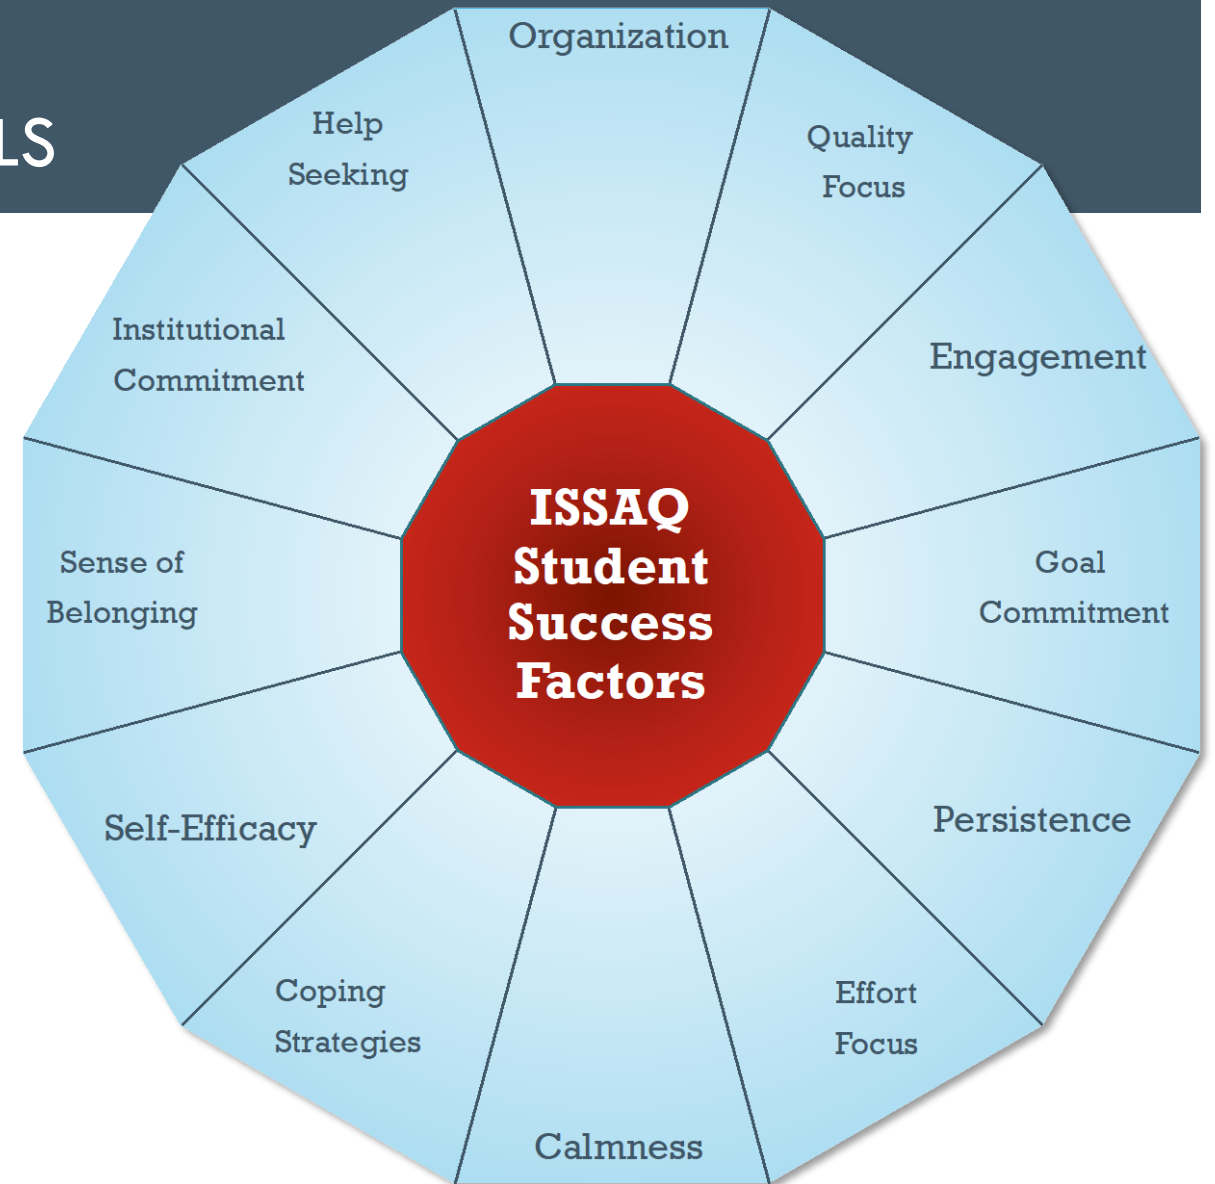 LS
Organization
Help
Seeking
Quality
Focus
Institutional
Commitment
Engagement
ISSAQ
Student
Success
Factors
Sense of
Belonging
Goal
Commitment
Self-Efficacy
Persistence
Coping
Strategies
Effort
Focus
Calmness